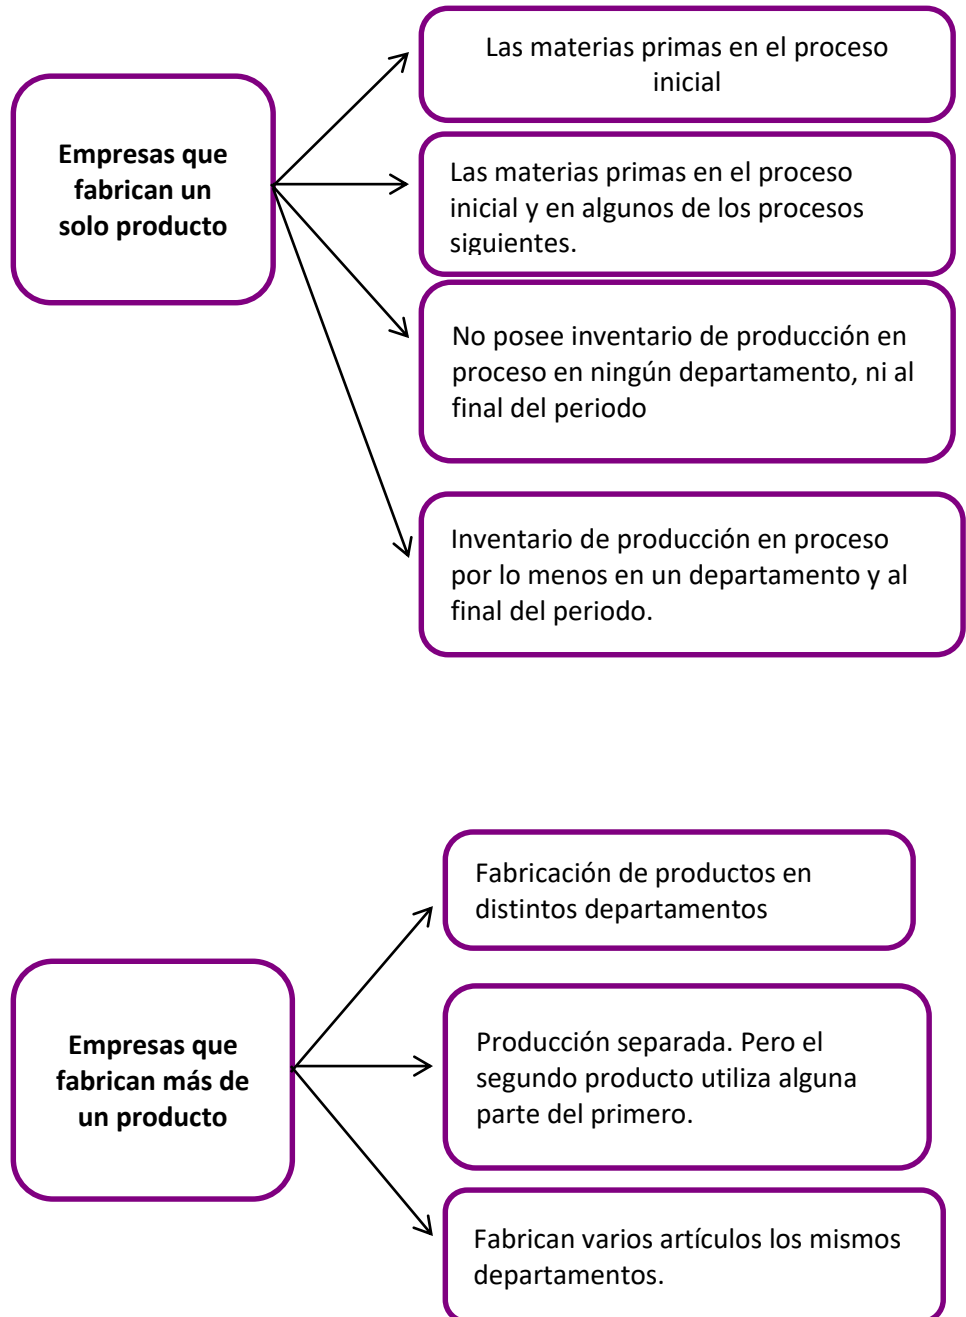 Las materias primas en el proceso
inicial
Empresas que
fabrican un
solo producto
Las materias primas en el proceso
inicial y en algunos de los procesos
siguientes.
No posee inventario de producción en
proceso en ningún departamento, ni al
final del periodo
Inventario de producción en proceso
por lo menos en un departamento y al
final del periodo.
Fabricación de productos en
distintos departamentos
Empresas que
fabrican más de
un producto
Producción separada. Pero el
segundo producto utiliza alguna
parte del primero.
Fabrican varios artículos los mismos
departamentos.